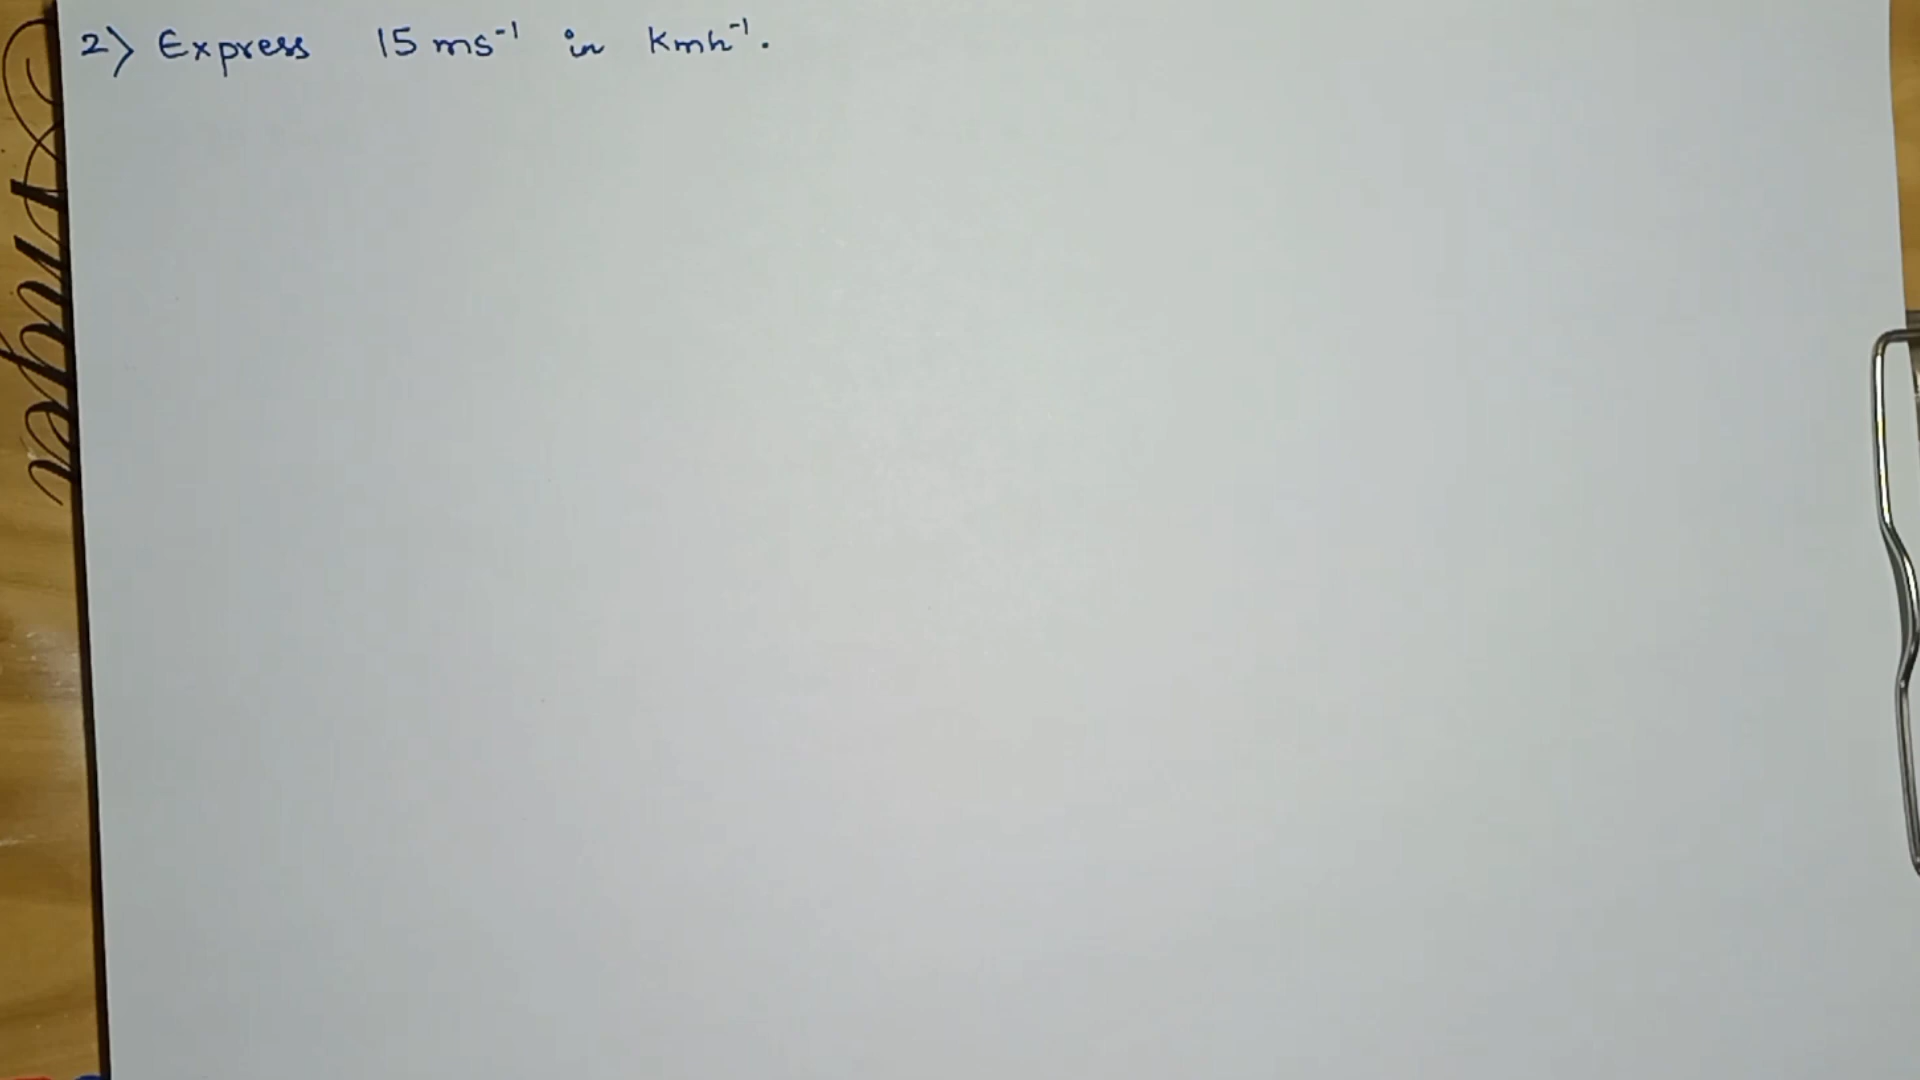 2) Express 15 ms⁻¹ in kmh⁻¹.